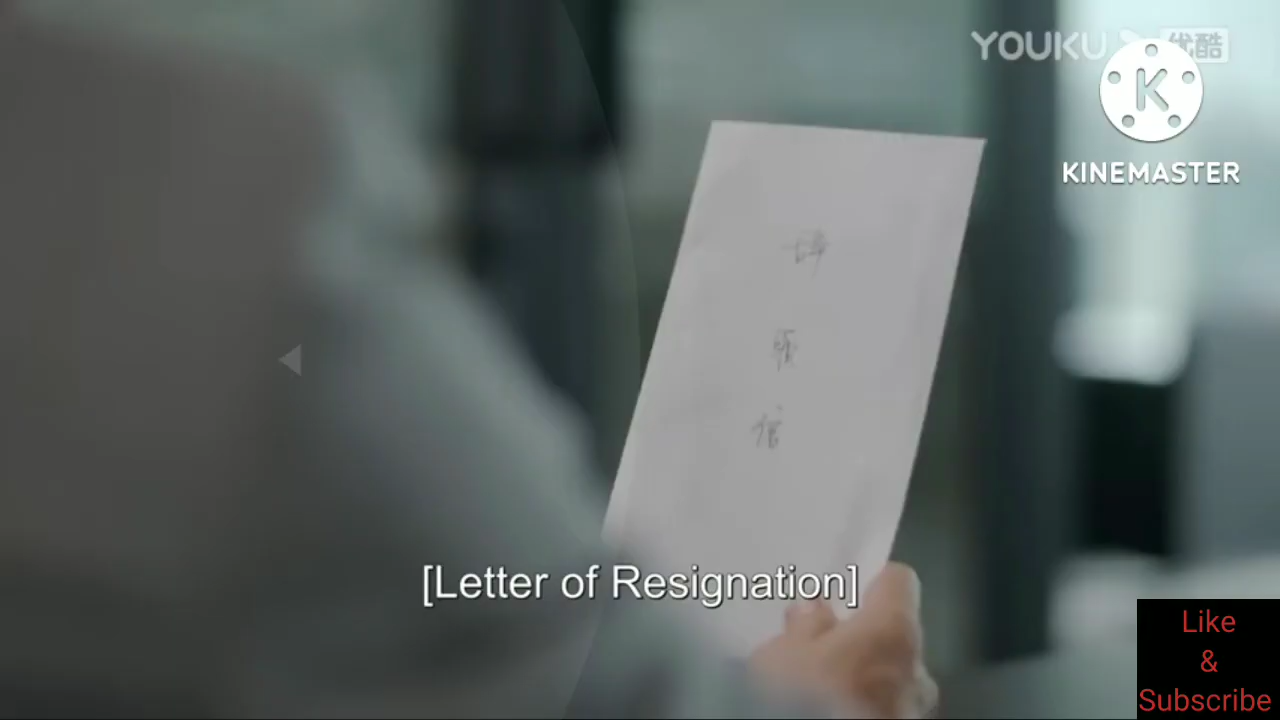 YOUKU 优酷
K
KINEMASTER
辞
职
信
[Letter of Resignation]
Like
&
Subscribe